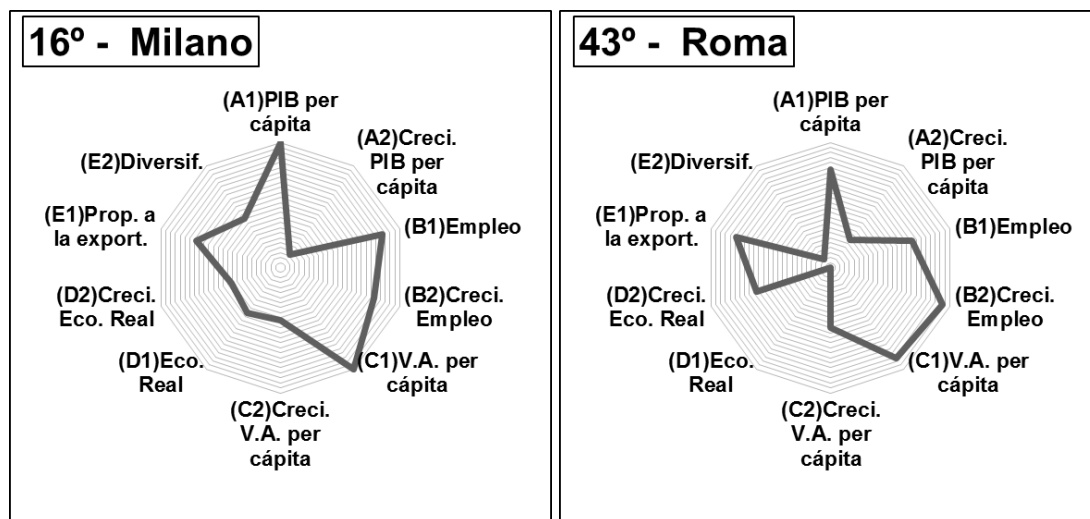 16º - Milano
(A1)PIB per
cápita
(A2)Creci.
PIB per
cápita
(B1)Empleo
(B2)Creci.
Empleo
(C1)V.A. per
cápita
(C2)Creci.
V.A. per
cápita
(D1)Eco.
Real
(D2)Creci.
Eco. Real
(E1)Prop. a
la export.
(E2)Diversif.
43º - Roma
(A1)PIB per
cápita
(A2)Creci.
PIB per
cápita
(B1)Empleo
(B2)Creci.
Empleo
(C1)V.A. per
cápita
(C2)Creci.
V.A. per
cápita
(D1)Eco.
Real
(D2)Creci.
Eco. Real
(E1)Prop. a
la export.
(E2)Diversif.